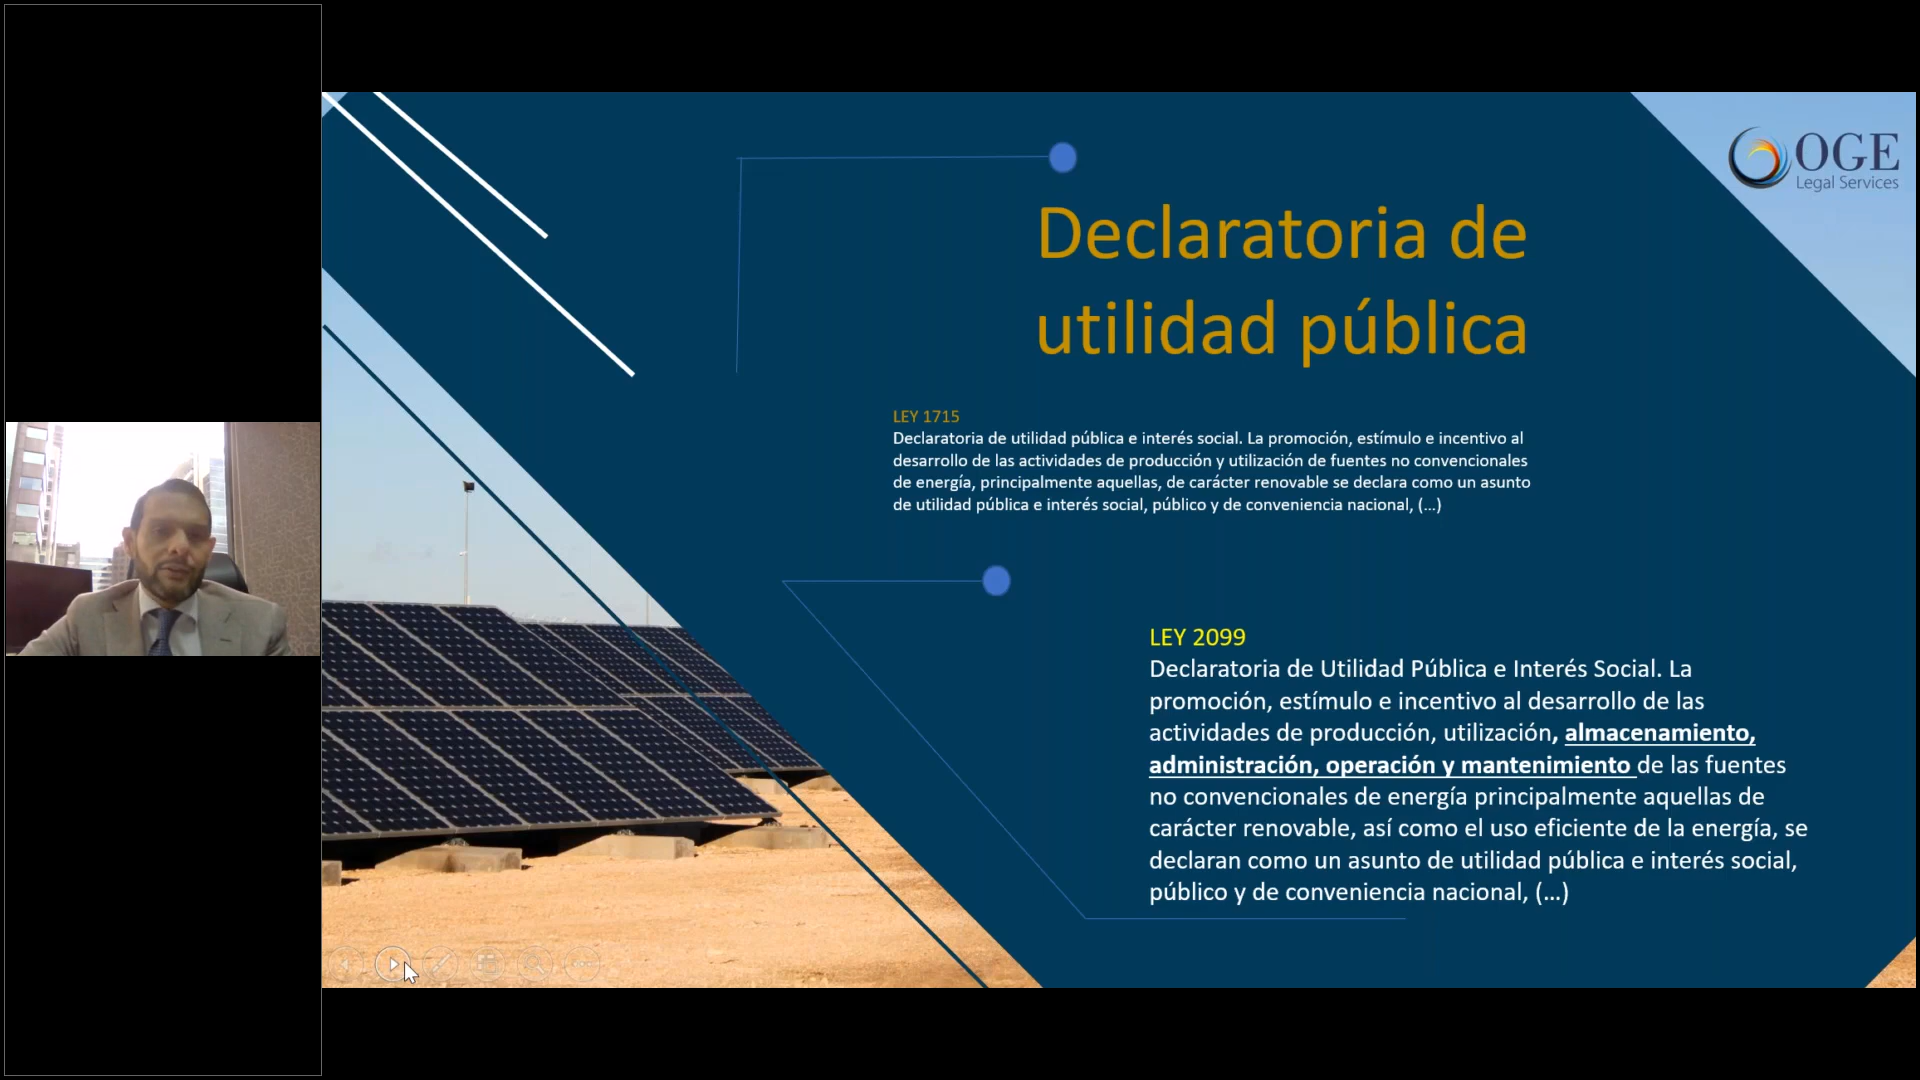 OGE
Legal Services
Declaratoria de
utilidad pública
LEY 1715
Declaratoria de utilidad pública e interés social. La promoción, estímulo e incentivo al
desarrollo de las actividades de producción y utilización de fuentes no convencionales
de energía, principalmente aquellas, de carácter renovable se declara como un asunto
de utilidad pública e interés social, público y de conveniencia nacional, (...)
LEY 2099
Declaratoria de Utilidad Pública e Interés Social. La
promoción, estímulo e incentivo al desarrollo de las
actividades de producción, utilización, almacenamiento,
administración, operación y mantenimiento de las fuentes
no convencionales de energía principalmente aquellas de
carácter renovable, así como el uso eficiente de la energía, se
declaran como un asunto de utilidad pública e interés social,
público y de conveniencia nacional, (...)